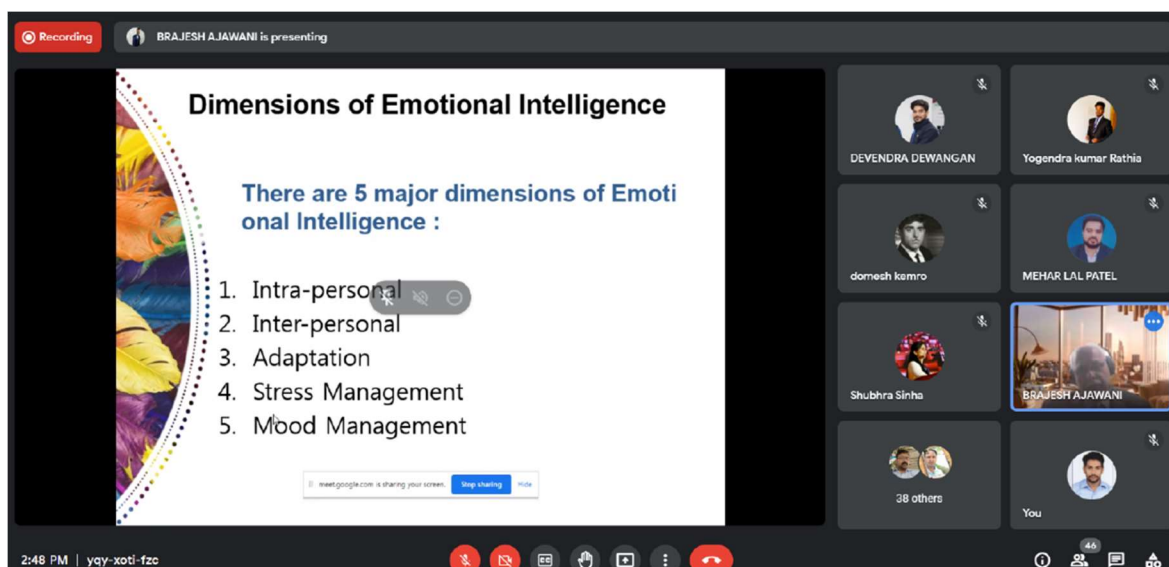 Recording
BRAJESH AJAWANI is presenting
Dimensions of Emotional Intelligence
There are 5 major dimensions of Emoti
onal Intelligence :
1. Intra-personal
2. Inter-personal
3. Adaptation
4. Stress Management
5. Mood Management
meet.google.com is sharing your screen.
Stop sharing
Hide
DEVENDRA DEWANGAN
Yogendra kumar Rathia
domesh kemro
MEHAR LAL PATEL
Shubhra Sinha
BRAJESH AJAWANI
38 others
You
2:48 PM | yqy-xoti-fzc
CC
46